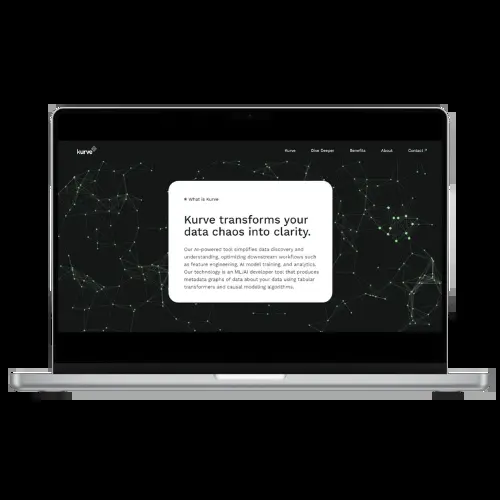 kurve
Kurve Dive Deeper Benefits About Contact
What is Kurve
Kurve transforms your
data chaos into clarity.
Our AI-powered tool simplifies data discovery and
understanding, optimizing downstream workflows such
as feature engineering, AI model training, and analytics.
Our technology is an ML/AI developer tool that produces
metadata graphs of data about your data using tabular
transformers and causal modeling algorithms.